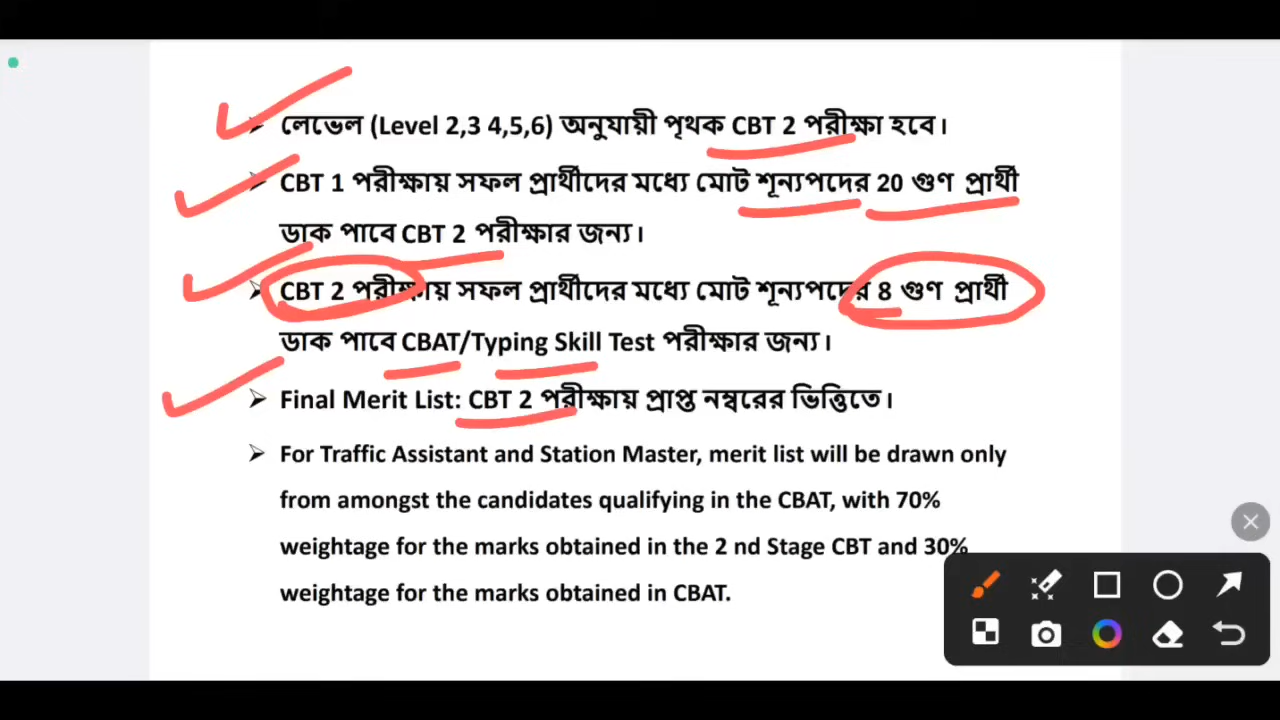 ➢ লেভেল (Level 2,3 4,5,6) অনুযায়ী পৃথক CBT 2 পরীক্ষা হবে।
➢ CBT 1 পরীক্ষায় সফল প্রার্থীদের মধ্যে মোট শূন্যপদের 20 গুণ প্রার্থী
ডাক পাবে CBT 2 পরীক্ষার জন্য।
➢ CBT 2 পরীক্ষায় সফল প্রার্থীদের মধ্যে মোট শূন্যপদের 8 গুণ প্রার্থী
ডাক পাবে CBAT/Typing Skill Test পরীক্ষার জন্য।
➢ Final Merit List: CBT 2 পরীক্ষায় প্রাপ্ত নম্বরের ভিত্তিতে।
➢ For Traffic Assistant and Station Master, merit list will be drawn only
from amongst the candidates qualifying in the CBAT, with 70%
weightage for the marks obtained in the 2 nd Stage CBT and 30%
weightage for the marks obtained in CBAT.